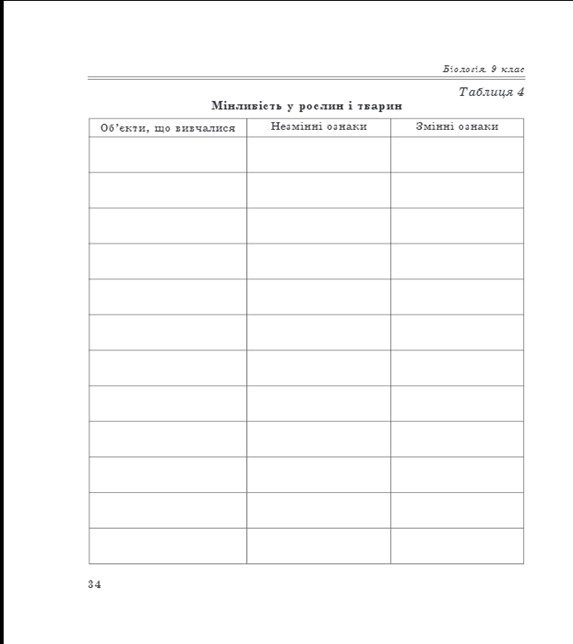 Біологія. 9 клас
Таблиця 4
Мінливість у рослин і тварин
Об’єкти, що вивчалися Незмінні ознаки Змінні ознаки
34